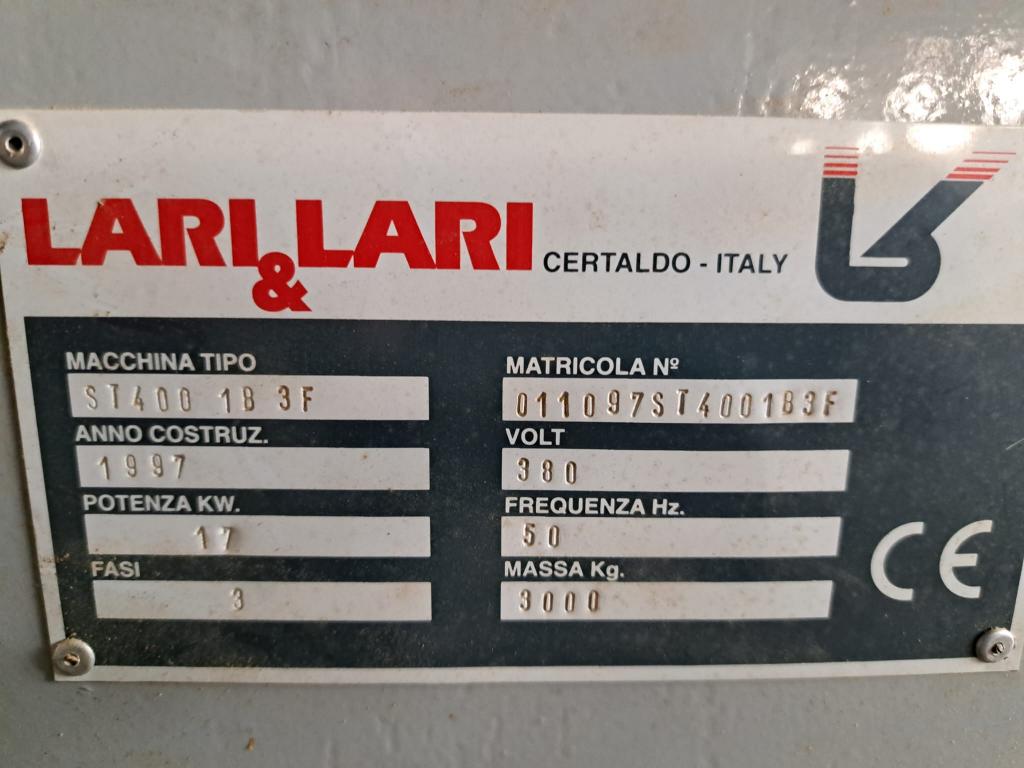 LARI & LARI CERTALDO - ITALY
MACCHINA TIPO
ST400 1B 3F
MATRICOLA Nº
011097ST4001B3F
ANNO COSTRUZ.
1997
VOLT
380
POTENZA KW.
17
FREQUENZA Hz.
50
FASI
3
MASSA Kg.
3000
CE